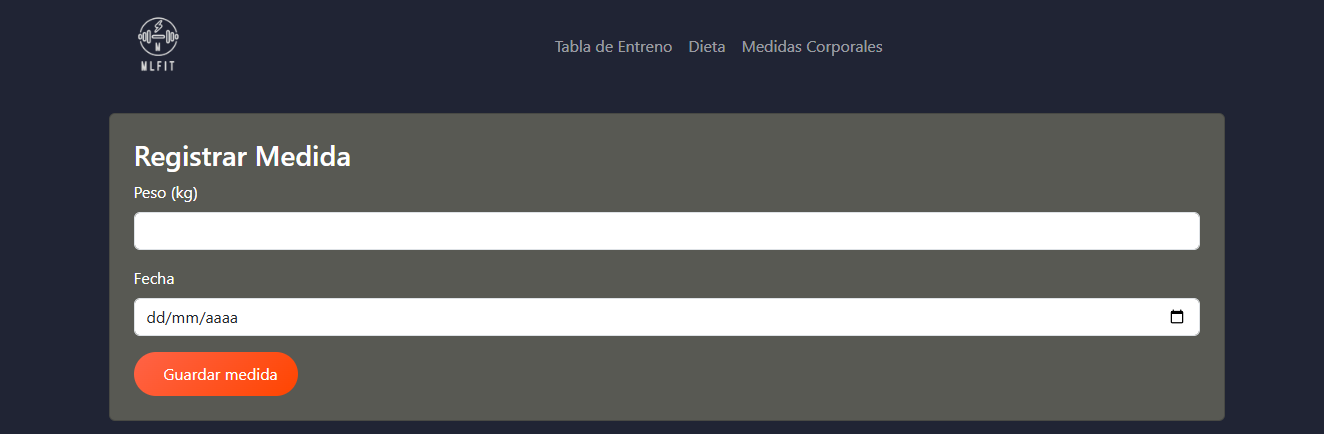 M
MLFIT
Tabla de Entreno Dieta Medidas Corporales
Registrar Medida
Peso (kg)
Fecha
dd/mm/aaaa
Guardar medida